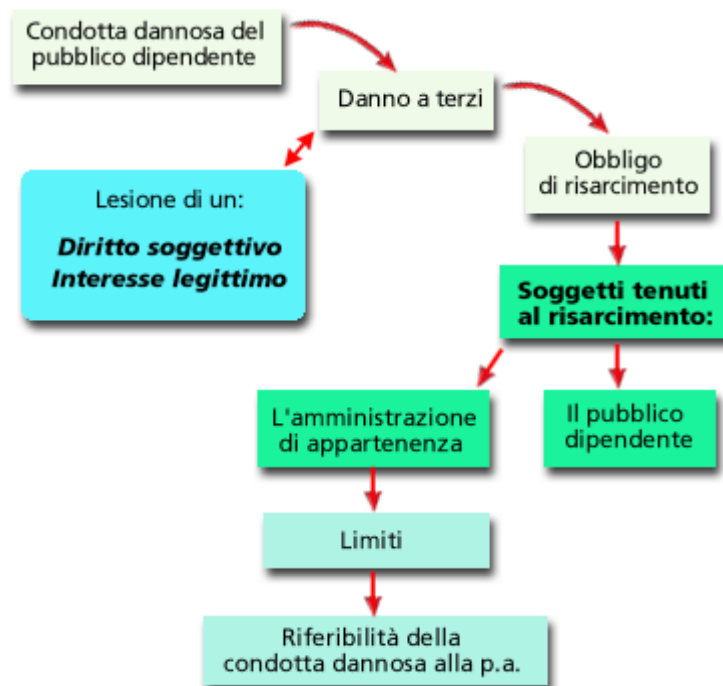 Condotta dannosa del
pubblico dipendente
Danno a terzi
Obbligo
di risarcimento
Lesione di un:
Diritto soggettivo
Interesse legittimo
Soggetti tenuti
al risarcimento:
L'amministrazione
di appartenenza
Il pubblico
dipendente
Limiti
Riferibilità della
condotta dannosa alla p.a.